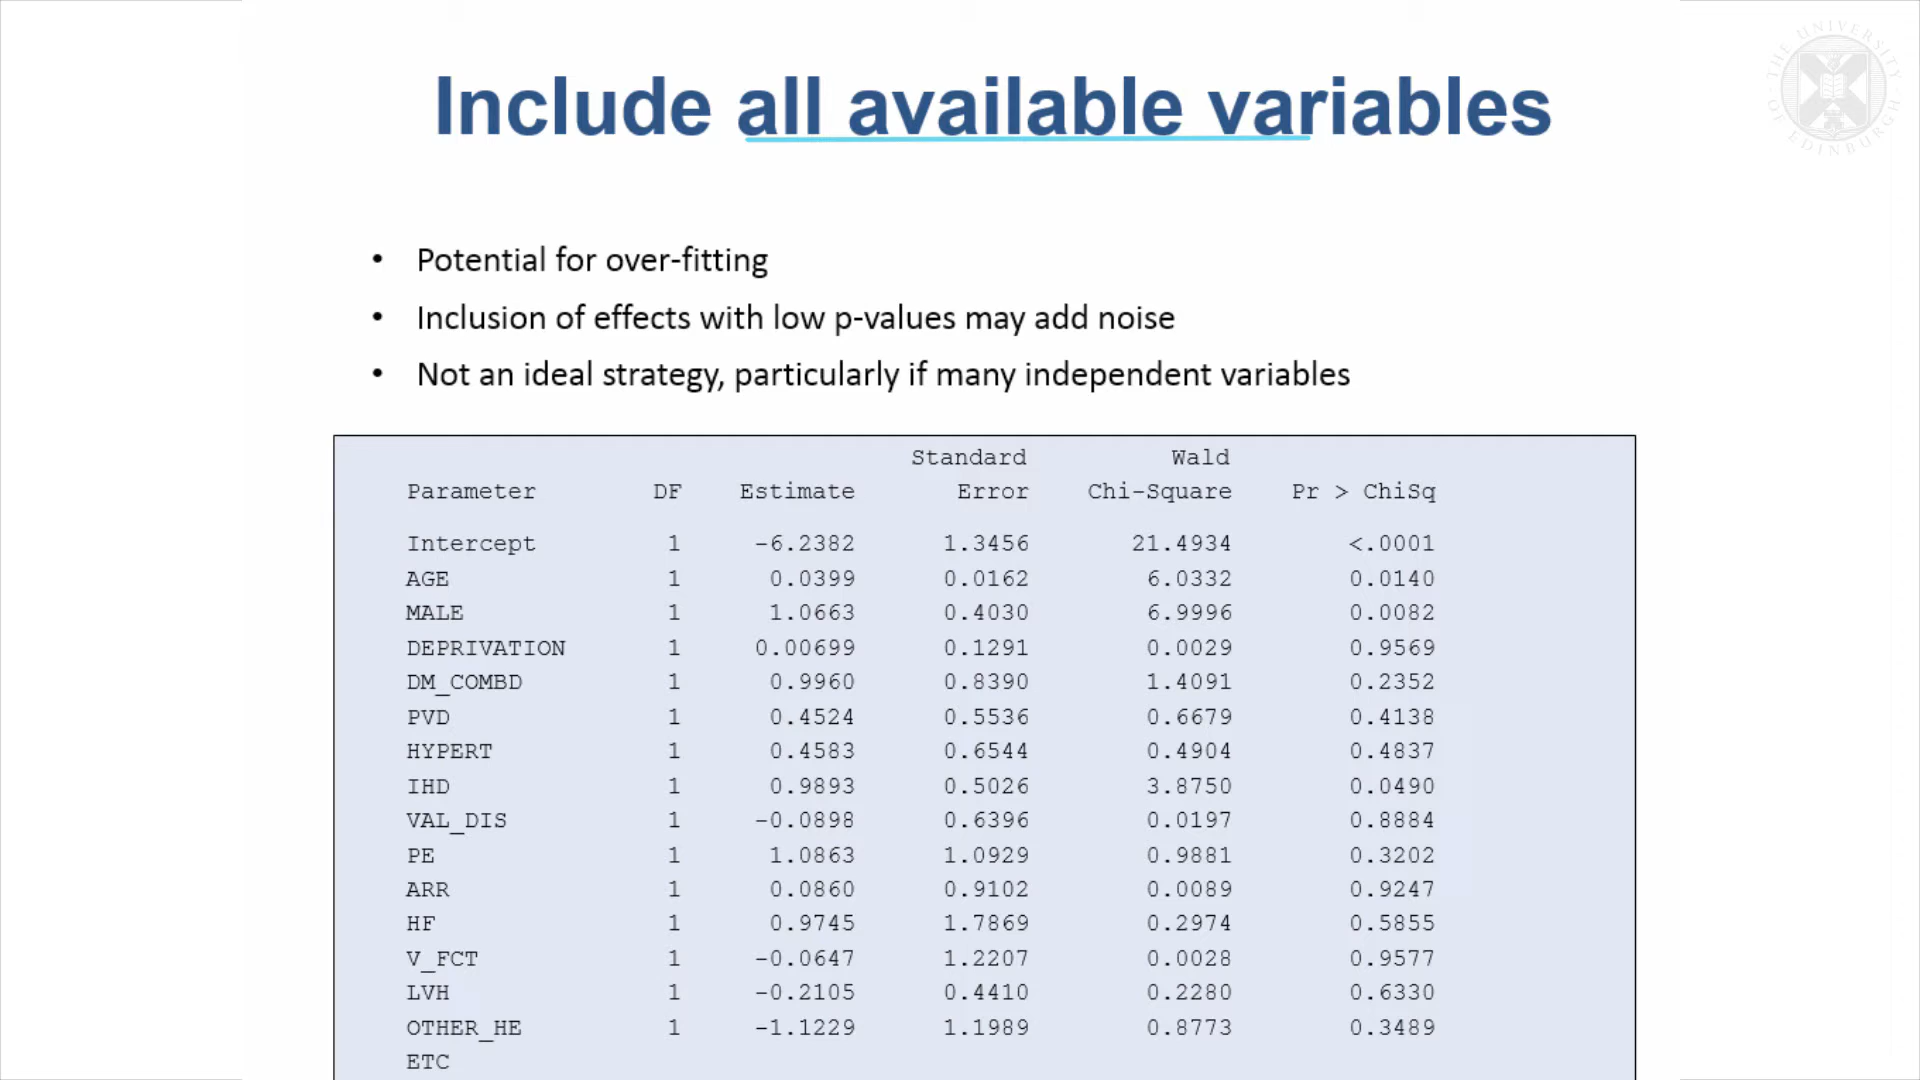 Include all available variables
THE UNIVERSITY OF EDINBURGH
• Potential for over-fitting
• Inclusion of effects with low p-values may add noise
• Not an ideal strategy, particularly if many independent variables
Standard Wald
Parameter DF Estimate Error Chi-Square Pr > ChiSq
Intercept 1 -6.2382 1.3456 21.4934 <.0001
AGE 1 0.0399 0.0162 6.0332 0.0140
MALE 1 1.0663 0.4030 6.9996 0.0082
DEPRIVATION 1 0.00699 0.1291 0.0029 0.9569
DM_COMBD 1 0.9960 0.8390 1.4091 0.2352
PVD 1 0.4524 0.5536 0.6679 0.4138
HYPERT 1 0.4583 0.6544 0.4904 0.4837
IHD 1 0.9893 0.5026 3.8750 0.0490
VAL_DIS 1 -0.0898 0.6396 0.0197 0.8884
PE 1 1.0863 1.0929 0.9881 0.3202
ARR 1 0.0860 0.9102 0.0089 0.9247
HF 1 0.9745 1.7869 0.2974 0.5855
V_FCT 1 -0.0647 1.2207 0.0028 0.9577
LVH 1 -0.2105 0.4410 0.2280 0.6330
OTHER_HE 1 -1.1229 1.1989 0.8773 0.3489
ETC